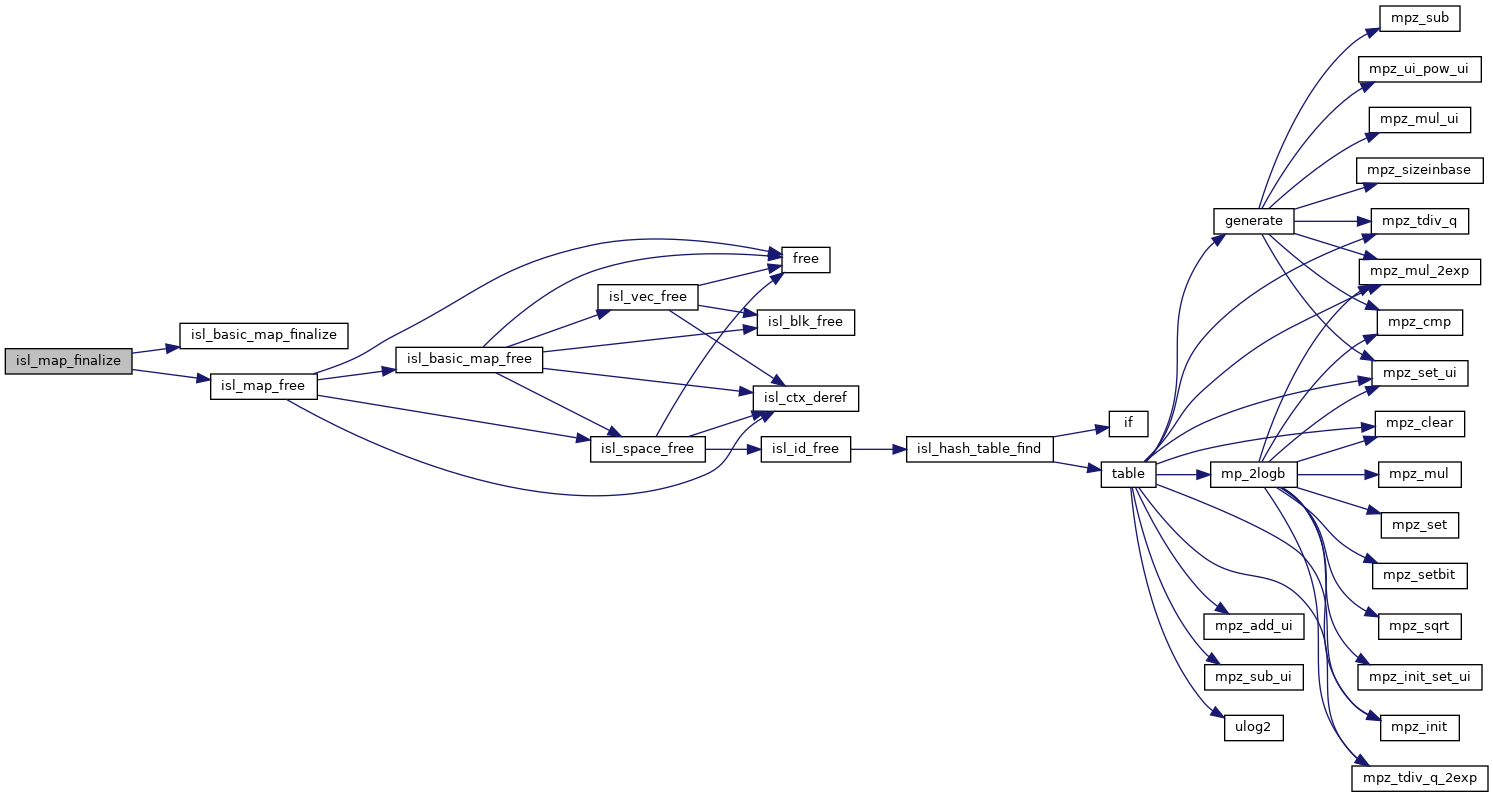 isl_map_finalize
isl_basic_map_finalize
isl_map_free
isl_basic_map_free
isl_vec_free
isl_space_free
free
isl_blk_free
isl_ctx_deref
isl_id_free
isl_hash_table_find
if
table
generate
mp_2logb
mpz_add_ui
mpz_sub_ui
ulog2
mpz_sub
mpz_ui_pow_ui
mpz_mul_ui
mpz_sizeinbase
mpz_tdiv_q
mpz_mul_2exp
mpz_cmp
mpz_set_ui
mpz_clear
mpz_mul
mpz_set
mpz_setbit
mpz_sqrt
mpz_init_set_ui
mpz_init
mpz_tdiv_q_2exp